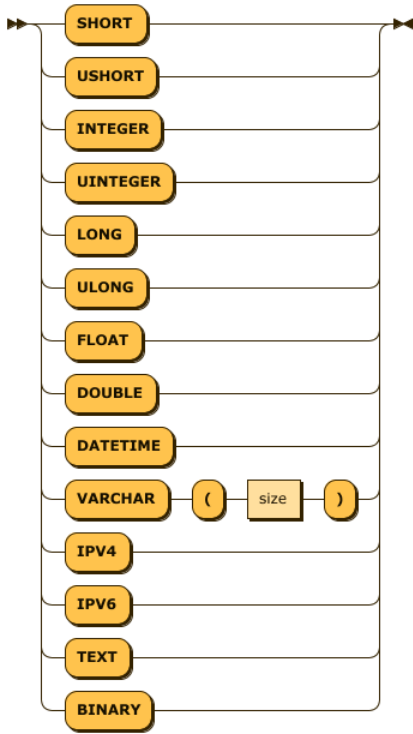 SHORT
USHORT
INTEGER
UINTEGER
LONG
ULONG
FLOAT
DOUBLE
DATETIME
VARCHAR ( size )
IPV4
IPV6
TEXT
BINARY